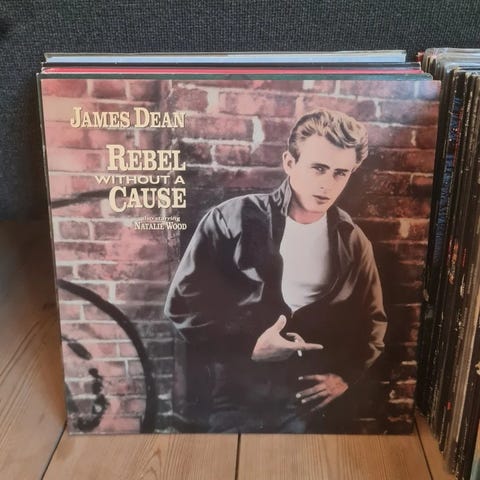 JAMES DEAN
REBEL
WITHOUT A
CAUSE
also starring
NATALIE WOOD